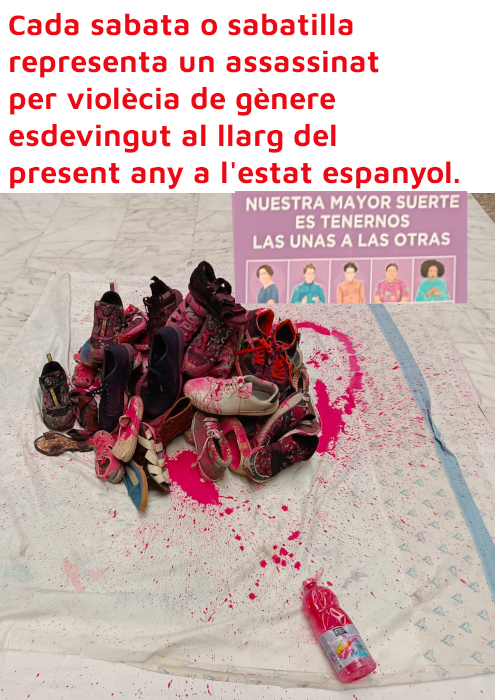 Cada sabata o sabatilla
representa un assassinat
per violècia de gènere
esdevingut al llarg del
present any a l'estat espanyol.
NUESTRA MAYOR SUERTE
ES TENERNOS
LAS UNAS A LAS OTRAS